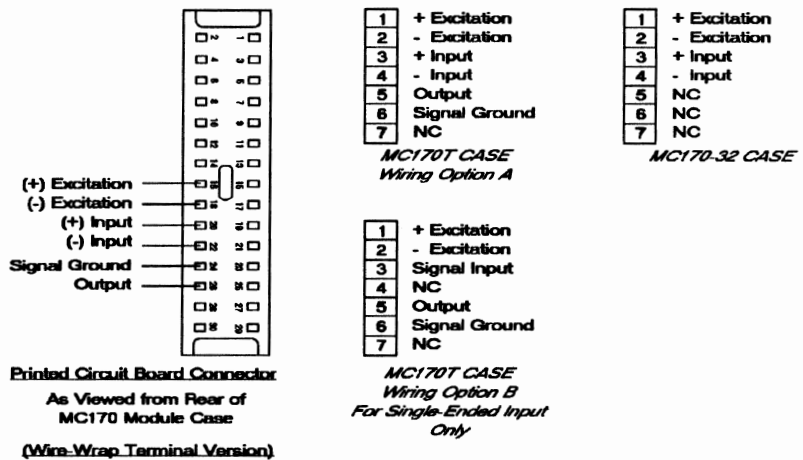 1 + Excitation
2 - Excitation
3 + Input
4 - Input
5 Output
6 Signal Ground
7 NC
MC170T CASE
Wiring Option A
1 + Excitation
2 - Excitation
3 + Input
4 - Input
5 NC
6 NC
7 NC
MC170-32 CASE
(+) Excitation
(-) Excitation
(+) Input
(-) Input
Signal Ground
Output
Printed Circuit Board Connector
As Viewed from Rear of
MC170 Module Case
(Wire-Wrap Terminal Version)
1 + Excitation
2 - Excitation
3 Signal Input
4 NC
5 Output
6 Signal Ground
7 NC
MC170T CASE
Wiring Option B
For Single-Ended Input
Only